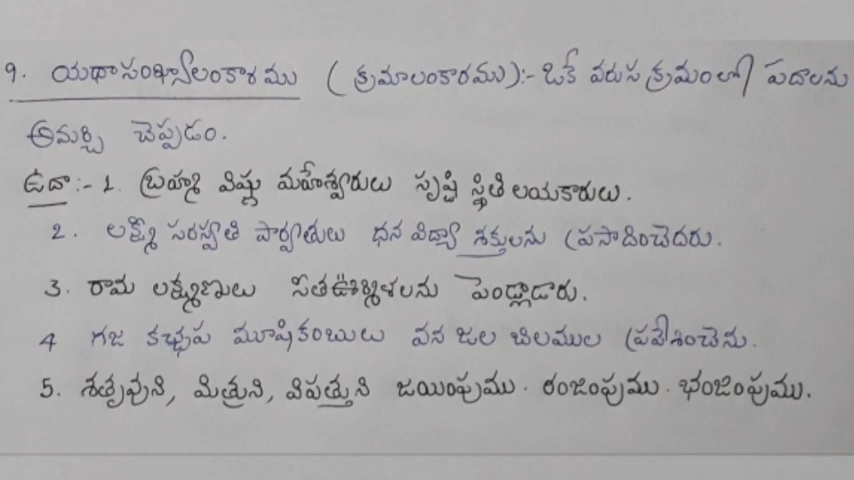 9. యథాసంఖ్యాలంకారము (క్రమాలంకారము):- ఒకే వరుస క్రమంలో పదాలను
అమర్చి చెప్పడం.
ఉదా:- 1. బ్రహ్మ విష్ణు మహేశ్వరులు సృష్టి స్థితి లయకారులు.
2. లక్ష్మీ సరస్వతి పార్వతులు ధన విద్యా శక్తులను ప్రసాదించెదరు.
3. రామ లక్ష్మణులు సీతఊర్మిళలను పెండ్లాడారు.
4 గజ కచ్ఛప మూషికంబులు వన జల బిలముల ప్రవేశించెను.
5. శతృవుని, మిత్రుని, విపత్తుని జయింపుము. రంజింపుము. భంజింపుము.